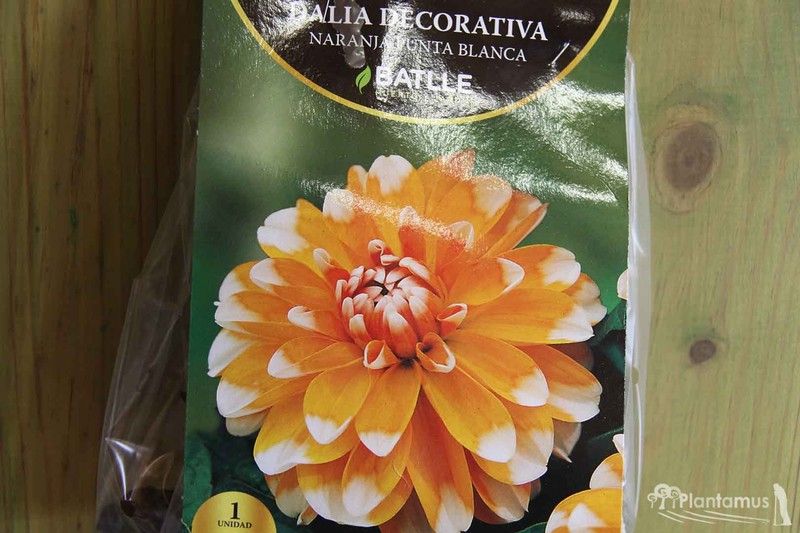 DALIA DECORATIVA
NARANJA PUNTA BLANCA
BATLLE
1
UNIDAD
Plantamus